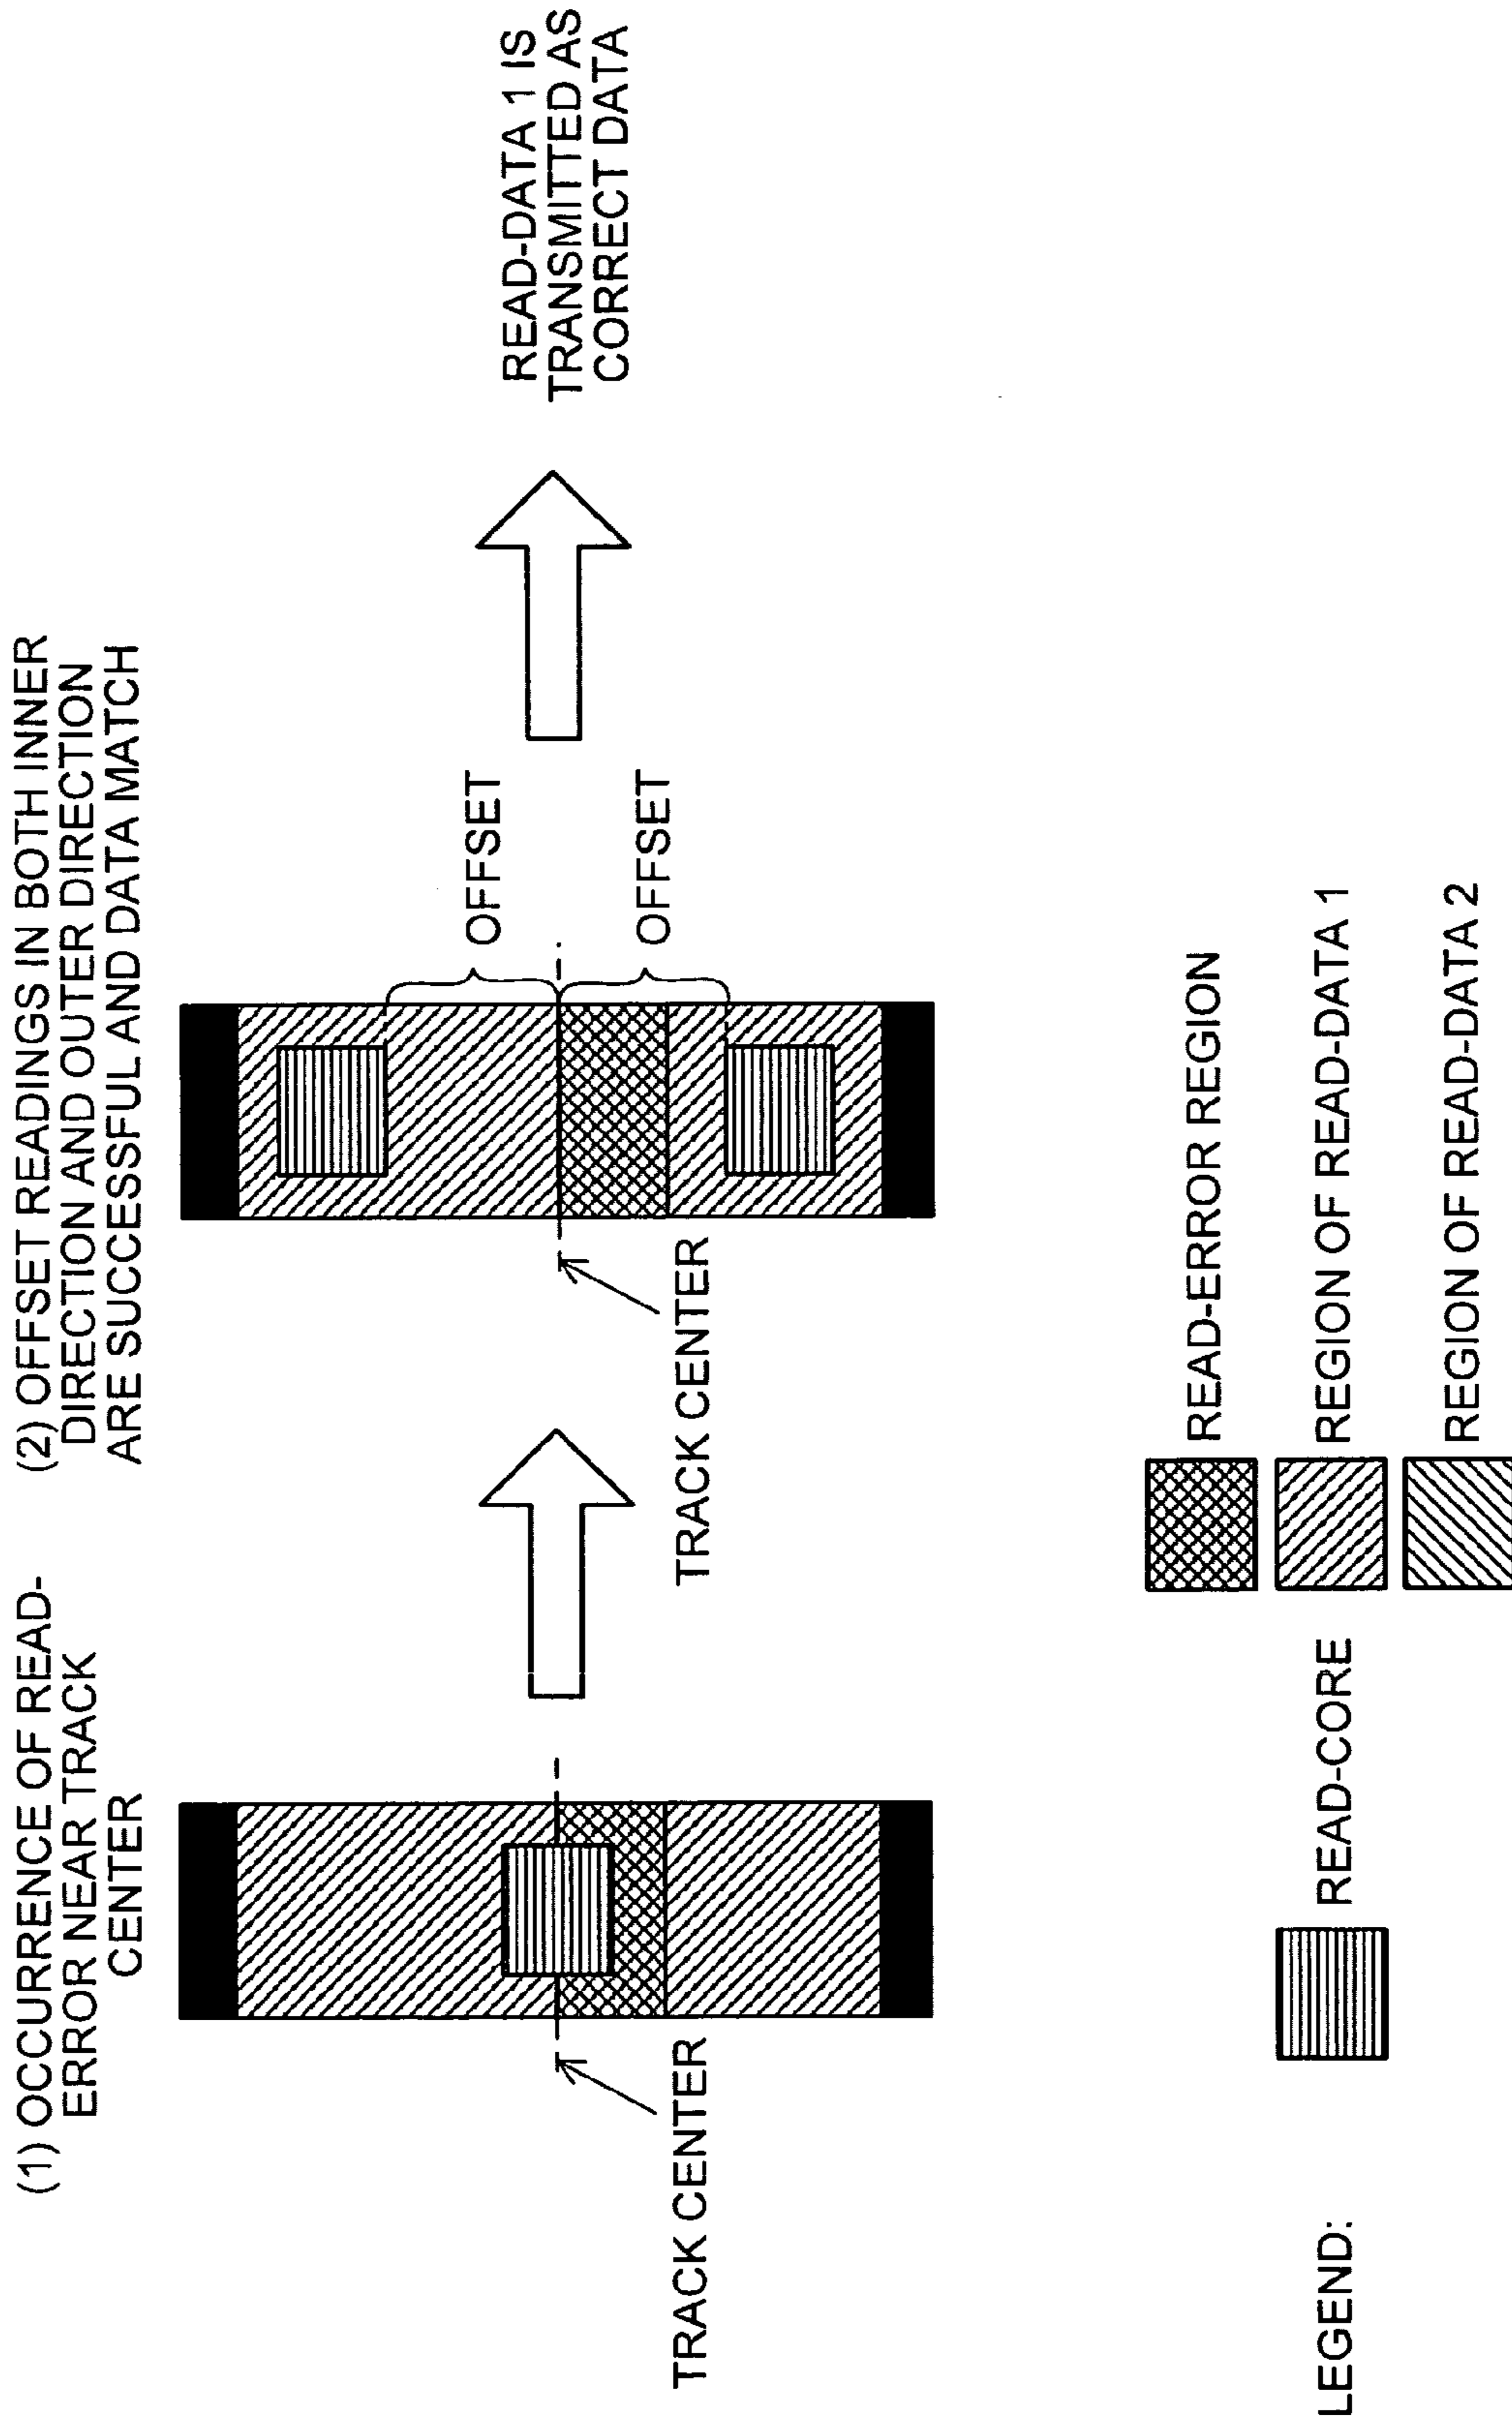 (1) OCCURRENCE OF READ-
ERROR NEAR TRACK
CENTER
(2) OFFSET READINGS IN BOTH INNER
DIRECTION AND OUTER DIRECTION
ARE SUCCESSFUL AND DATA MATCH
TRACK CENTER
TRACK CENTER
OFFSET
OFFSET
READ-DATA 1 IS
TRANSMITTED AS
CORRECT DATA
LEGEND:
READ-CORE
READ-ERROR REGION
REGION OF READ-DATA 1
REGION OF READ-DATA 2